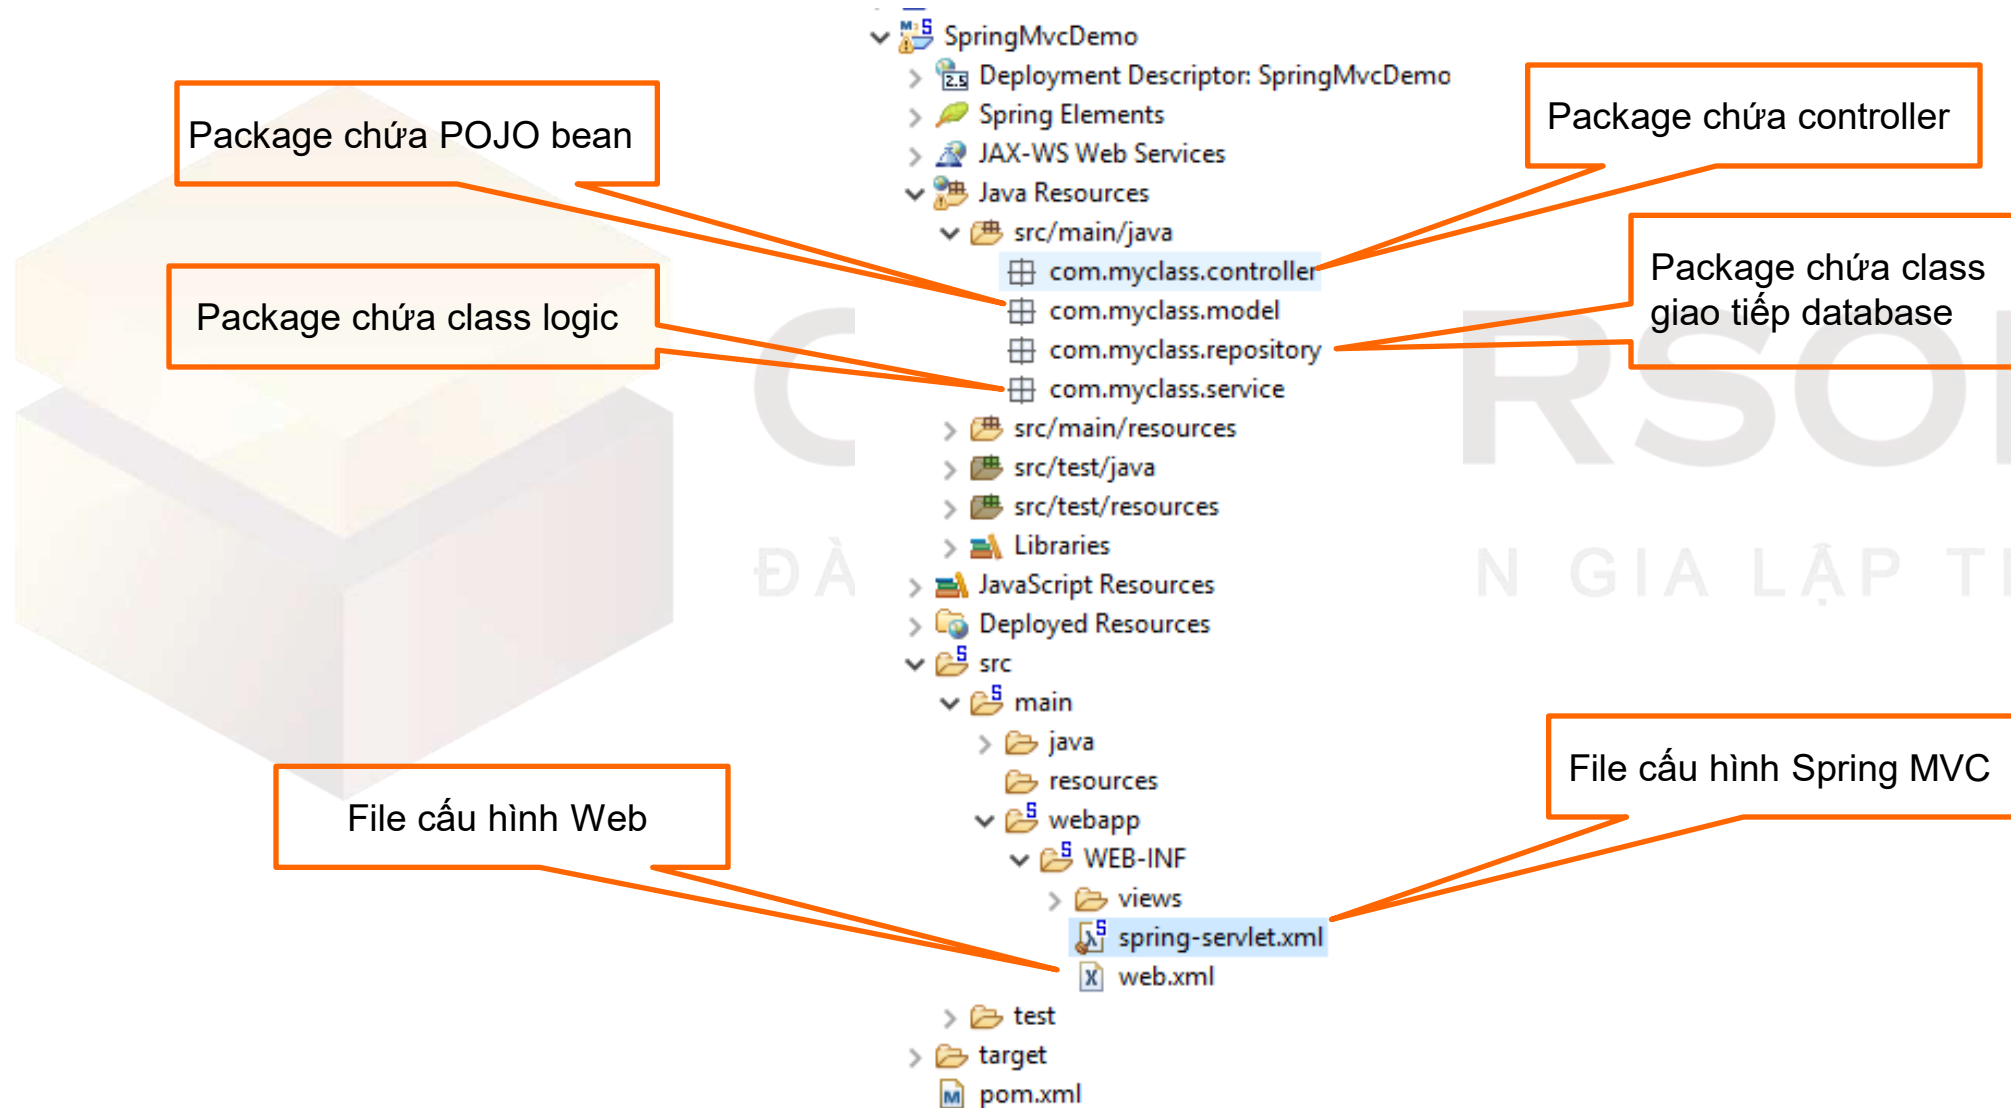 SpringMvcDemo
Deployment Descriptor: SpringMvcDemo
Spring Elements
JAX-WS Web Services
Java Resources
src/main/java
com.myclass.controller
com.myclass.model
com.myclass.repository
com.myclass.service
src/main/resources
src/test/java
src/test/resources
Libraries
JavaScript Resources
Deployed Resources
src
main
java
resources
webapp
WEB-INF
views
spring-servlet.xml
web.xml
test
target
pom.xml
Package chứa POJO bean
Package chứa class logic
File cấu hình Web
Package chứa controller
Package chứa class
giao tiếp database
File cấu hình Spring MVC
GIA LẬP